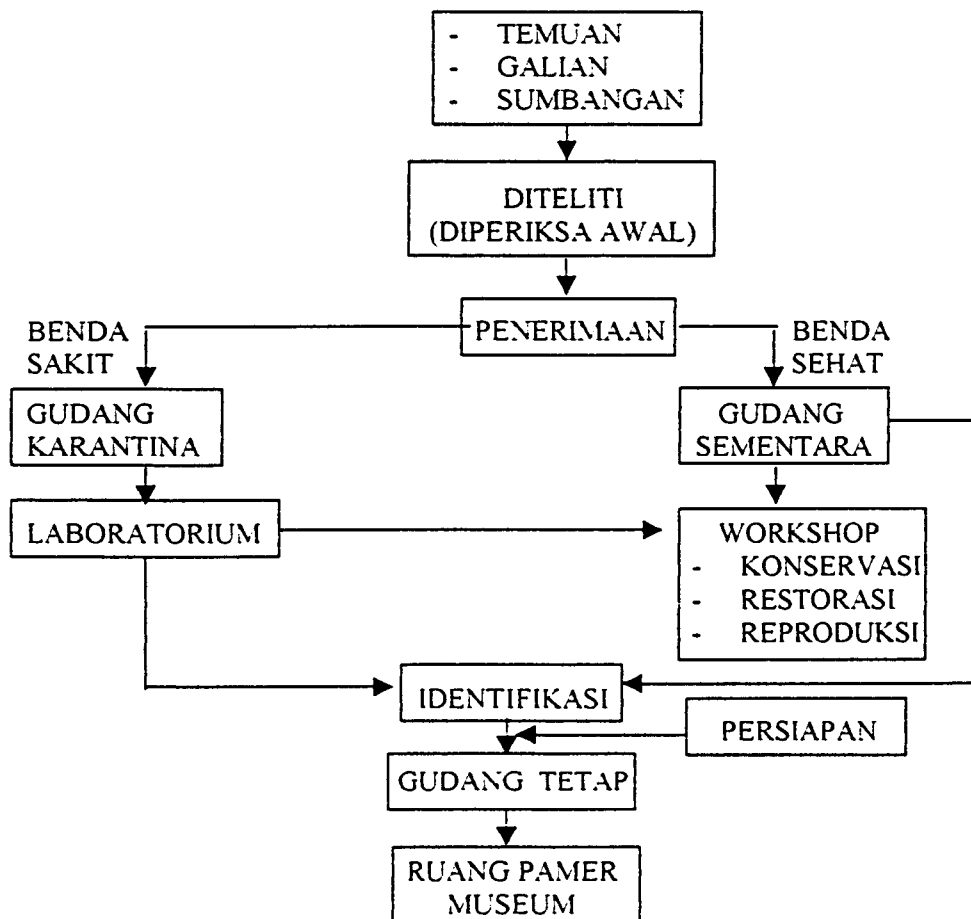 - TEMUAN
- GALIAN
- SUMBANGAN
DITELITI
(DIPERIKSA AWAL)
PENERIMAAN
BENDA
SAKIT
BENDA
SEHAT
GUDANG
KARANTINA
GUDANG
SEMENTARA
LABORATORIUM
WORKSHOP
- KONSERVASI
- RESTORASI
- REPRODUKSI
IDENTIFIKASI
PERSIAPAN
GUDANG TETAP
RUANG PAMER
MUSEUM